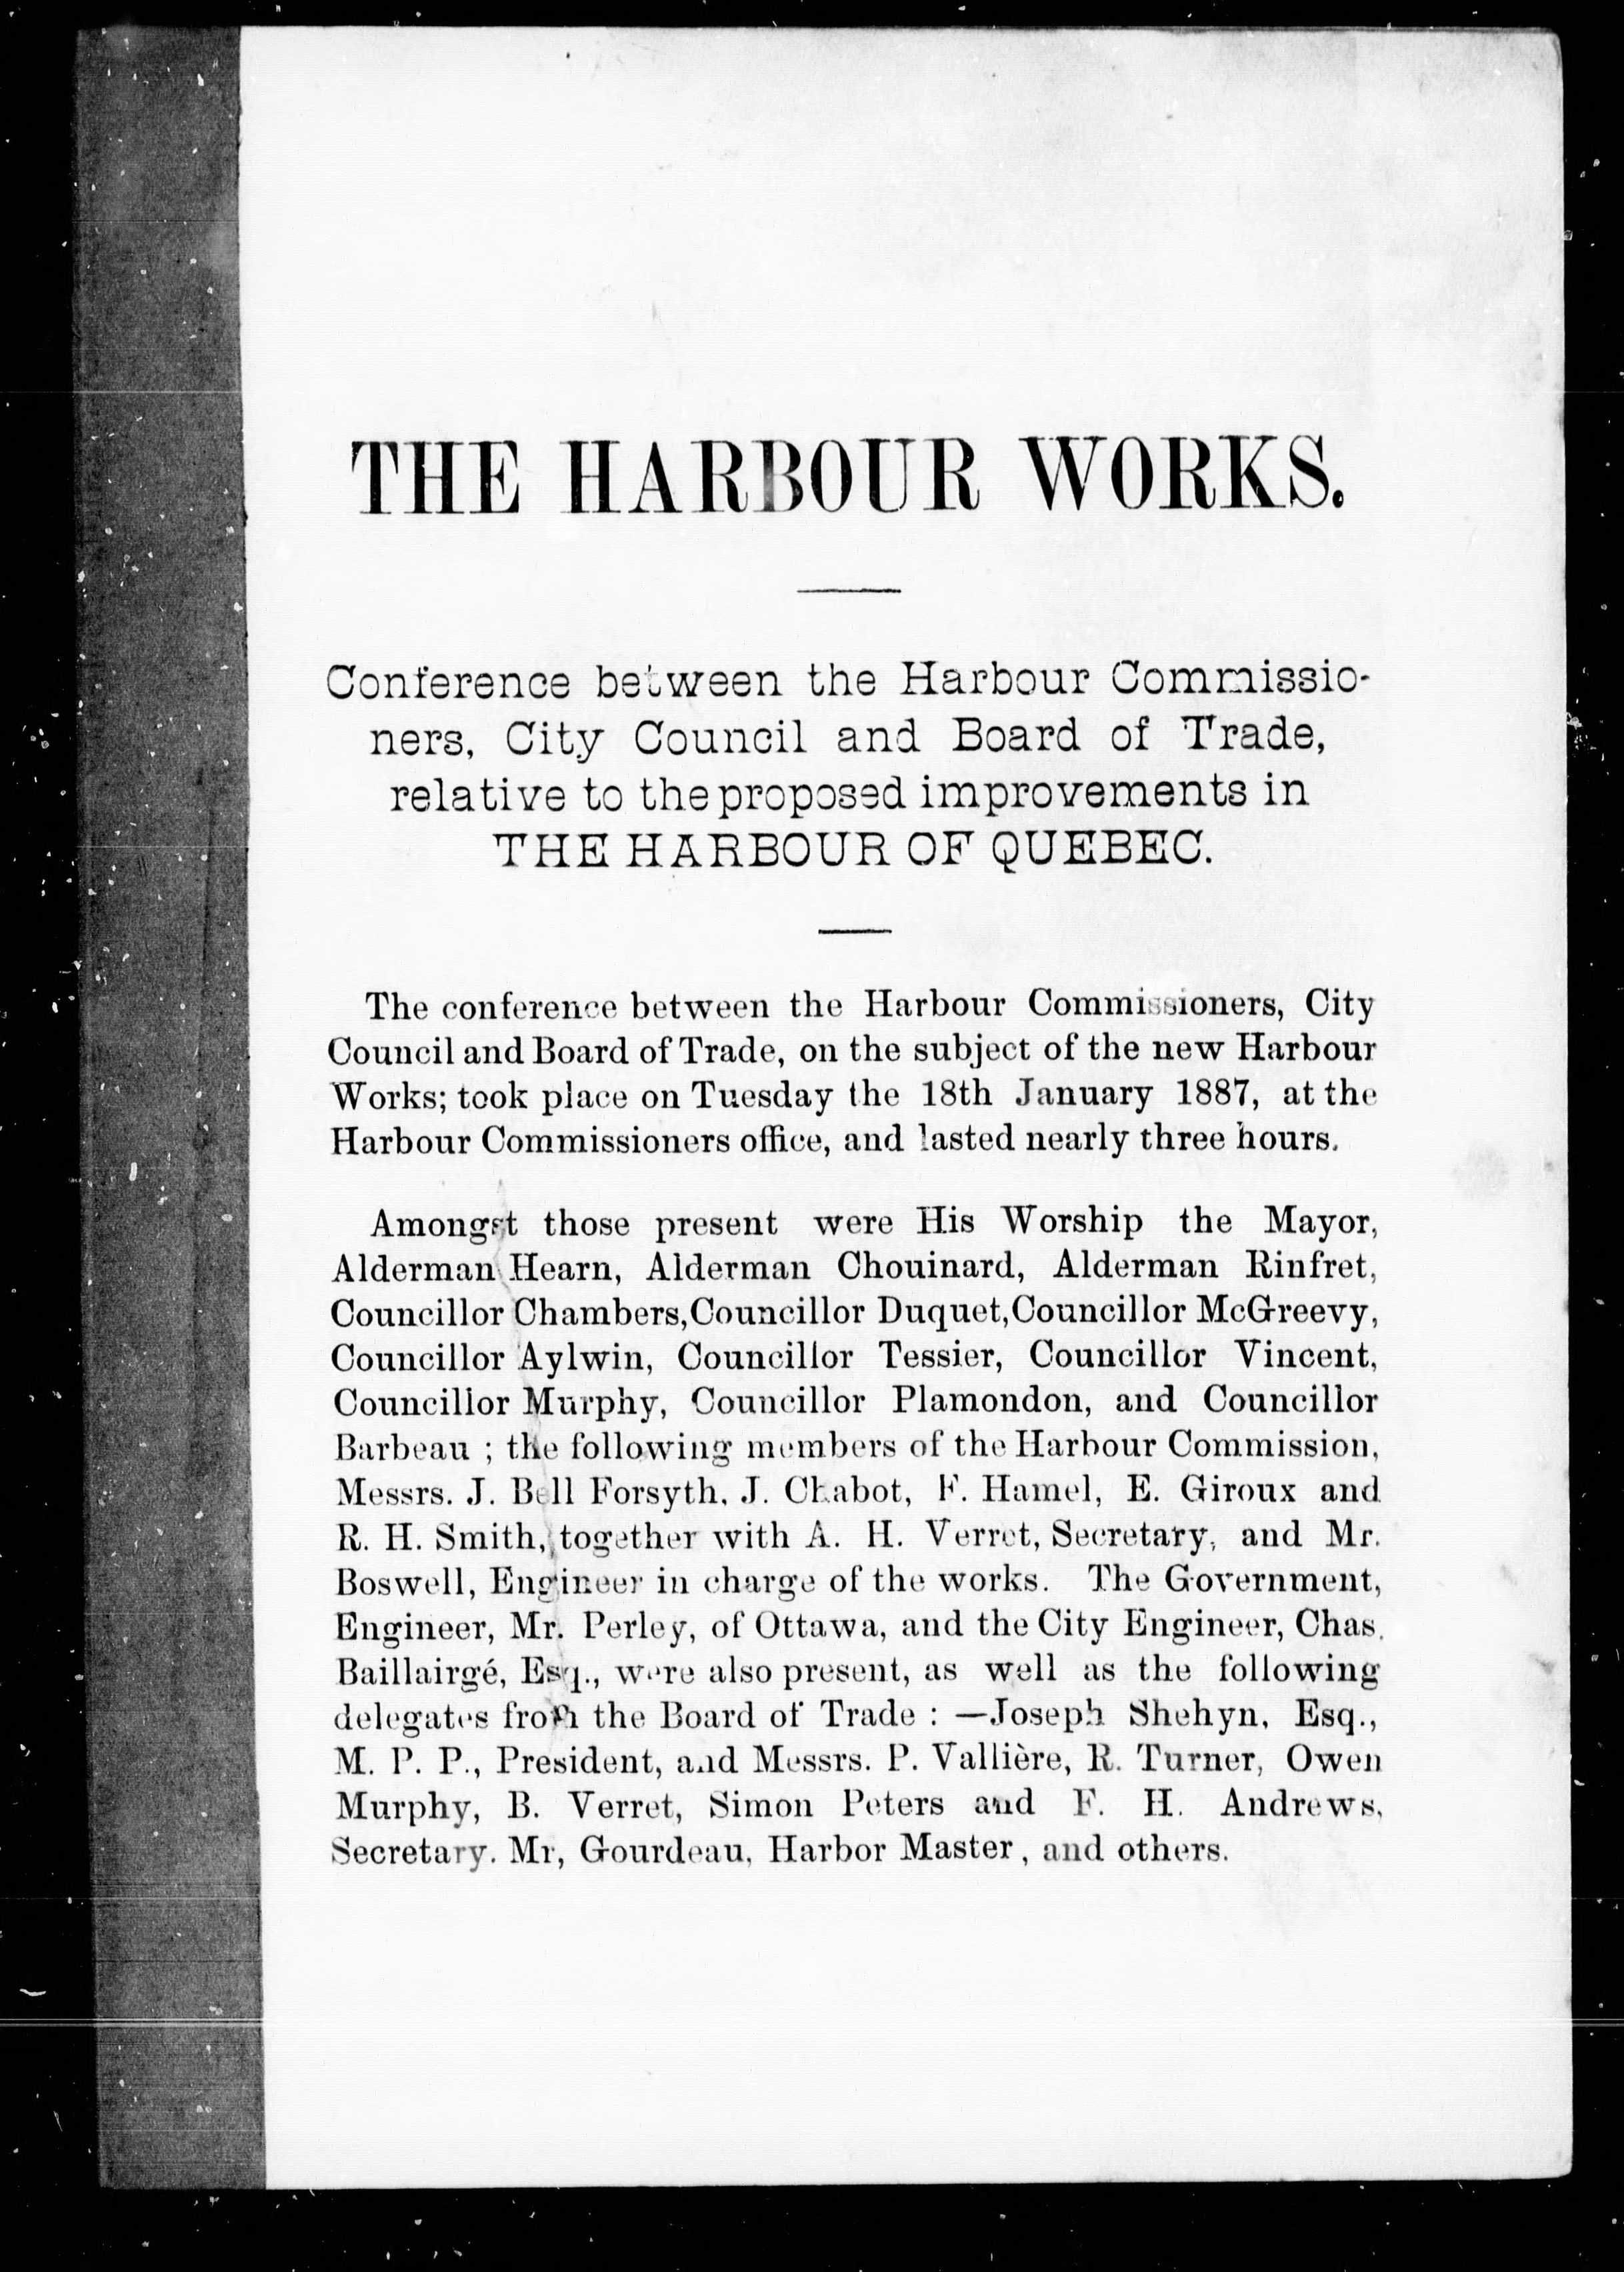 THE HARBOUR WORKS.
Conference between the Harbour Commissio-
ners, City Council and Board of Trade,
relative to the proposed improvements in
THE HARBOUR OF QUEBEC.
The conference between the Harbour Commissioners, City
Council and Board of Trade, on the subject of the new Harbour
Works; took place on Tuesday the 18th January 1887, at the
Harbour Commissioners office, and lasted nearly three hours.
Amongst those present were His Worship the Mayor,
Alderman Hearn, Alderman Chouinard, Alderman Rinfret,
Councillor Chambers, Councillor Duquet, Councillor McGreevy,
Councillor Aylwin, Councillor Tessier, Councillor Vincent,
Councillor Murphy, Councillor Plamondon, and Councillor
Barbeau ; the following members of the Harbour Commission,
Messrs. J. Bell Forsyth, J. Chabot, F. Hamel, E. Giroux and
R. H. Smith, together with A. H. Verret, Secretary, and Mr.
Boswell, Engineer in charge of the works. The Government,
Engineer, Mr. Perley, of Ottawa, and the City Engineer, Chas.
Baillairgé, Esq., were also present, as well as the following
delegates from the Board of Trade : —Joseph Shehyn, Esq.,
M. P. P., President, and Messrs. P. Vallière, R. Turner, Owen
Murphy, B. Verret, Simon Peters and F. H. Andrews,
Secretary. Mr, Gourdeau, Harbor Master , and others.